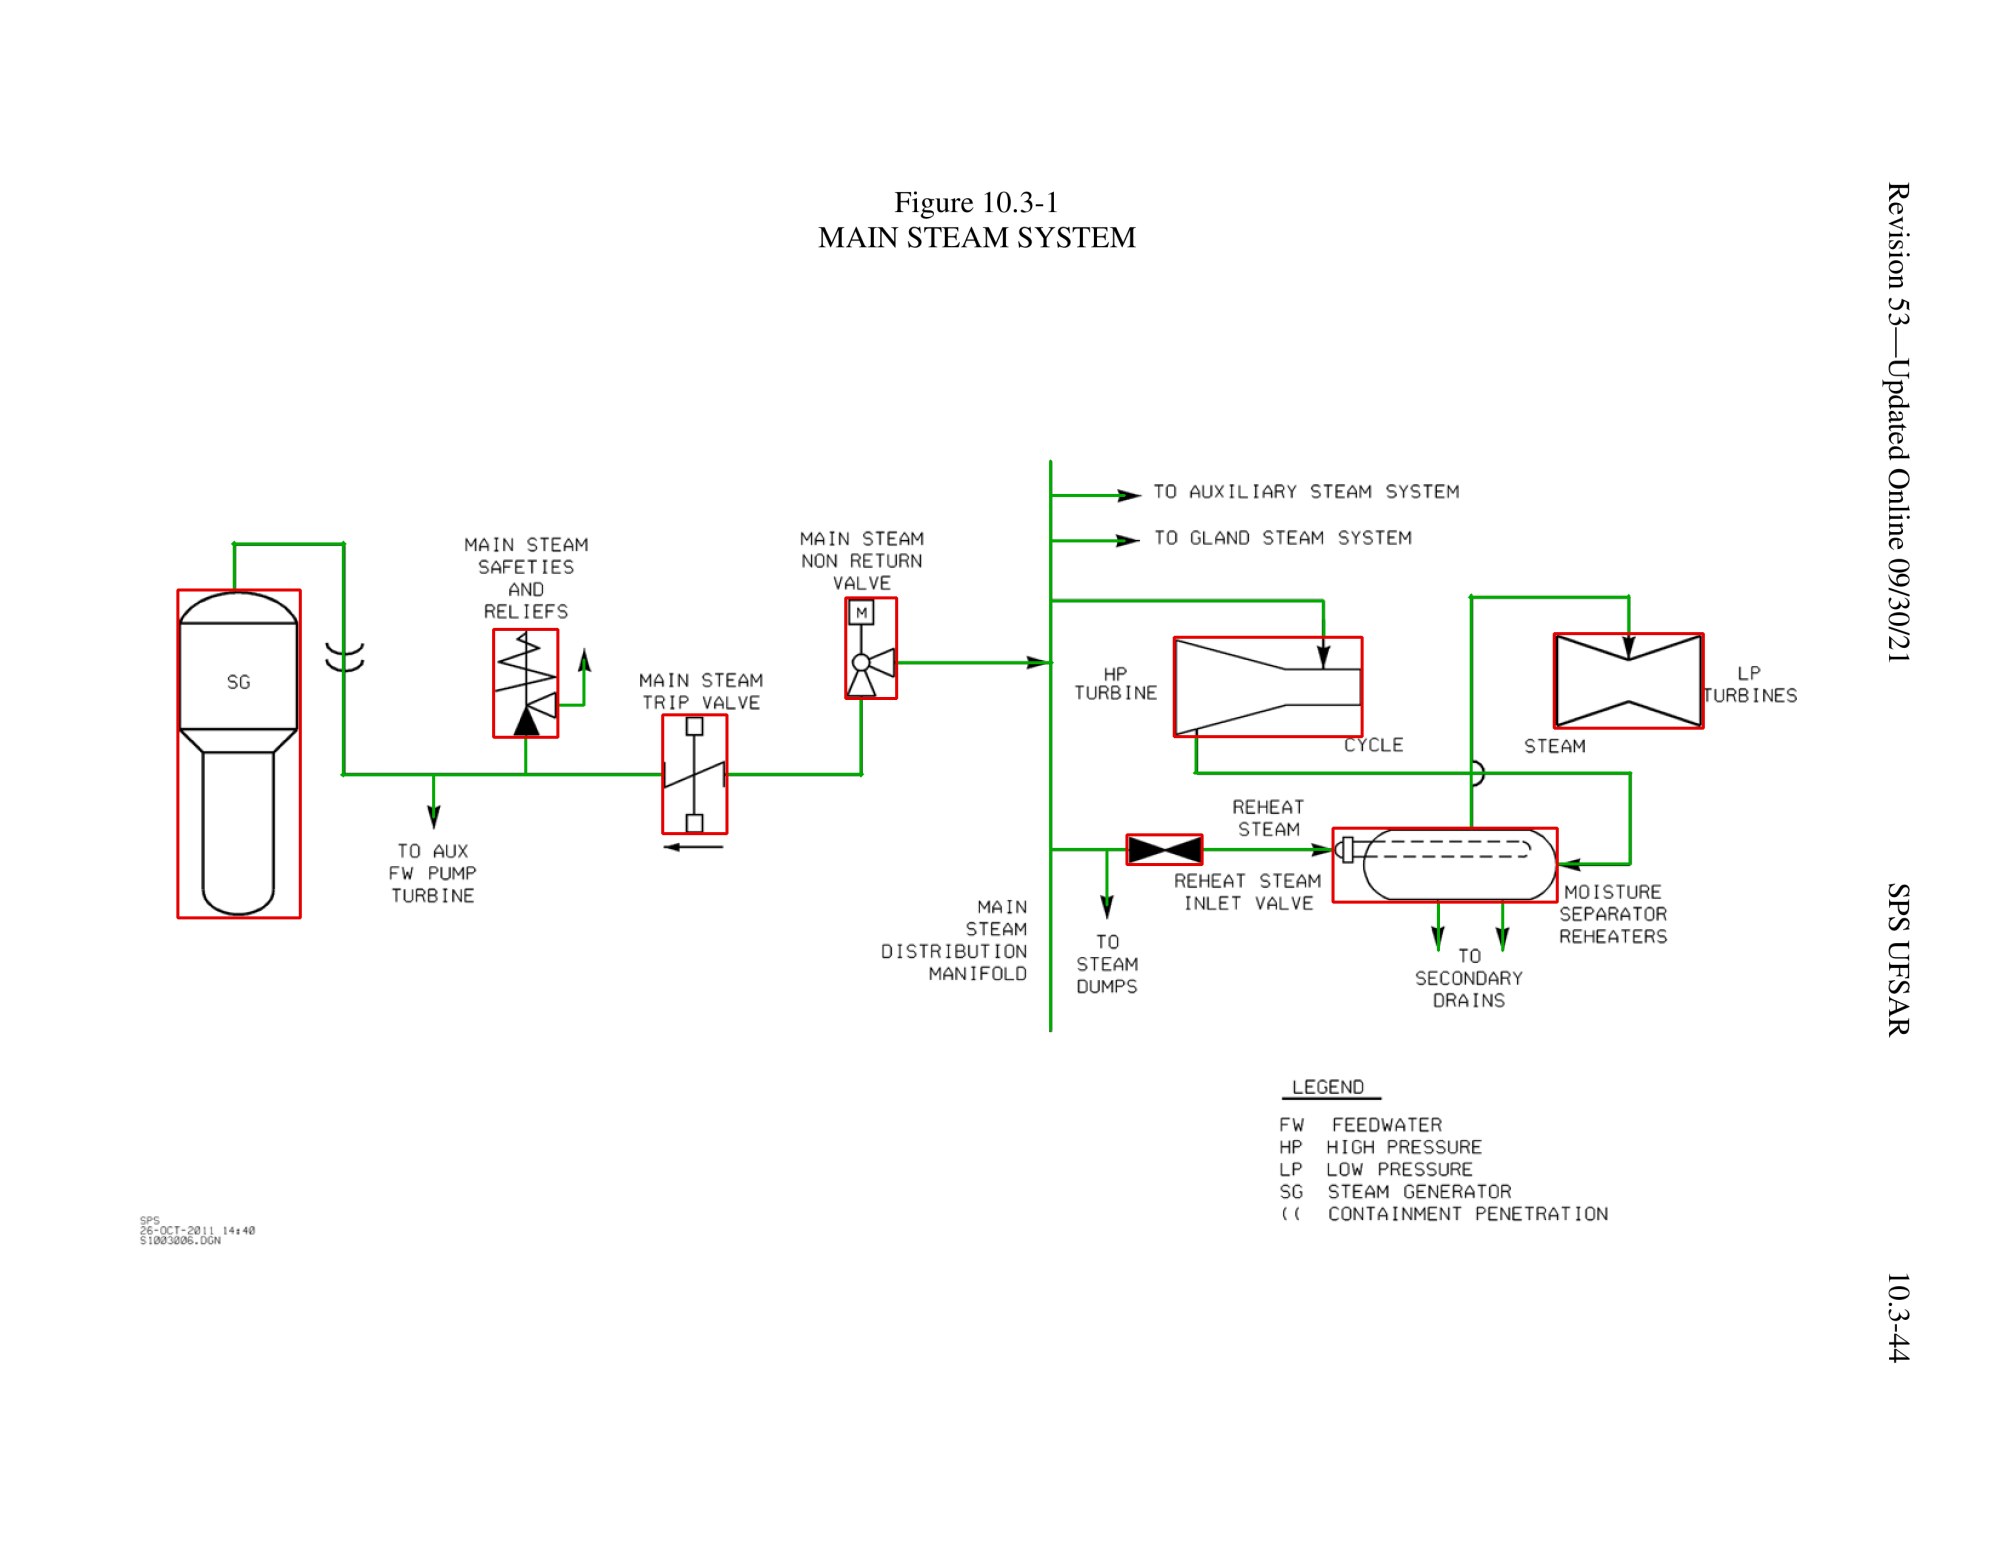 Figure 10.3-1
MAIN STEAM SYSTEM
Revision 53—Updated Online 09/30/21
SPS UFSAR
10.3-44
SG
MAIN STEAM
SAFETIES
AND
RELIEFS
TO AUX
FW PUMP
TURBINE
MAIN STEAM
TRIP VALVE
MAIN STEAM
NON RETURN
VALVE
M
TO AUXILIARY STEAM SYSTEM
TO GLAND STEAM SYSTEM
HP
TURBINE
CYCLE
STEAM
LP
TURBINES
REHEAT
STEAM
REHEAT STEAM
INLET VALVE
MAIN
STEAM
DISTRIBUTION
MANIFOLD
TO
STEAM
DUMPS
MOISTURE
SEPARATOR
REHEATERS
TO
SECONDARY
DRAINS
LEGEND
FW FEEDWATER
HP HIGH PRESSURE
LP LOW PRESSURE
SG STEAM GENERATOR
(( CONTAINMENT PENETRATION
SPS
26-OCT-2011 14:40
S1003006.DGN